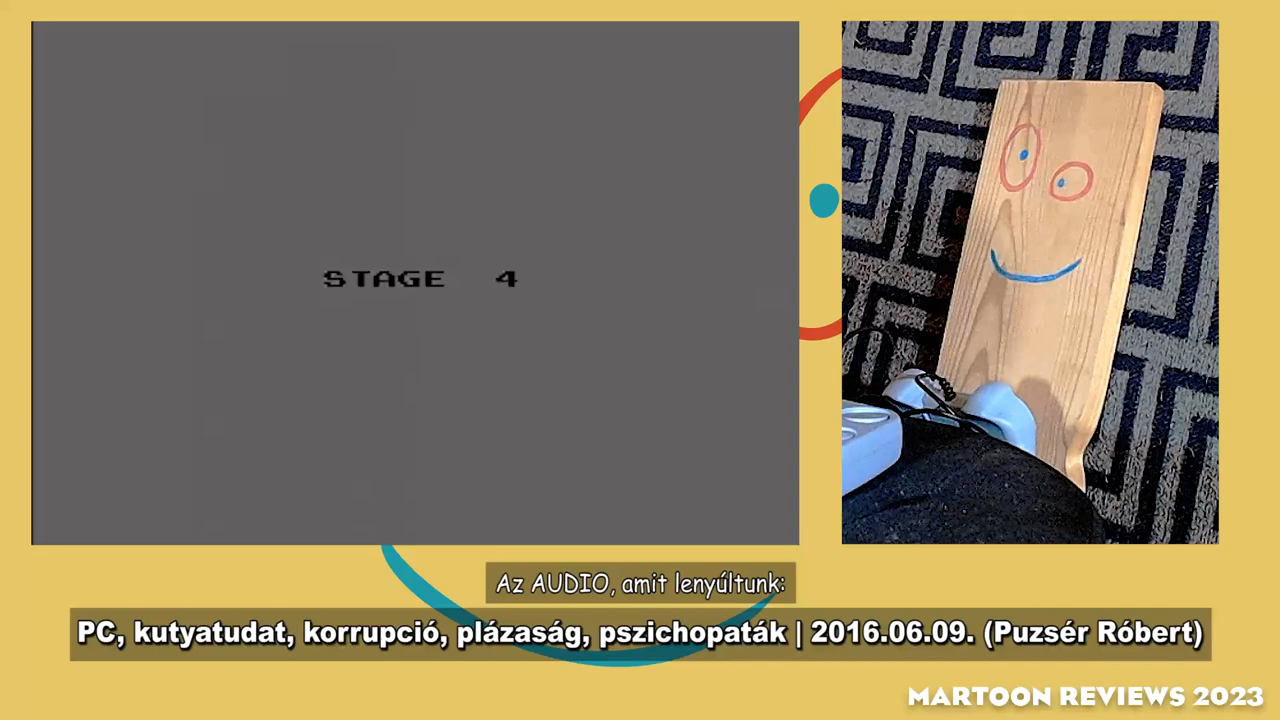 STAGE 4
Az AUDIO, amit lenyúltunk:
PC, kutyatudat, korrupció, plázaság, pszichopaták | 2016.06.09. (Puzsér Róbert)
MARTOON REVIEWS 2023